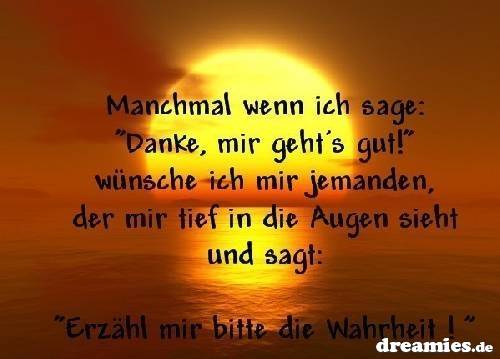 Manchmal wenn ich sage:
"Danke, mir geht's gut!"
wünsche ich mir jemanden,
der mir tief in die Augen sieht
und sagt:
"Erzähl mir bitte die Wahrheit ! "
dreamies.de